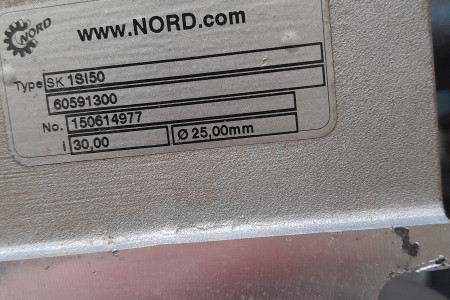 NORD
www.NORD.com
Type SK 1SI50
60591300
No. 150614977
i 30,00 Ø 25,00mm